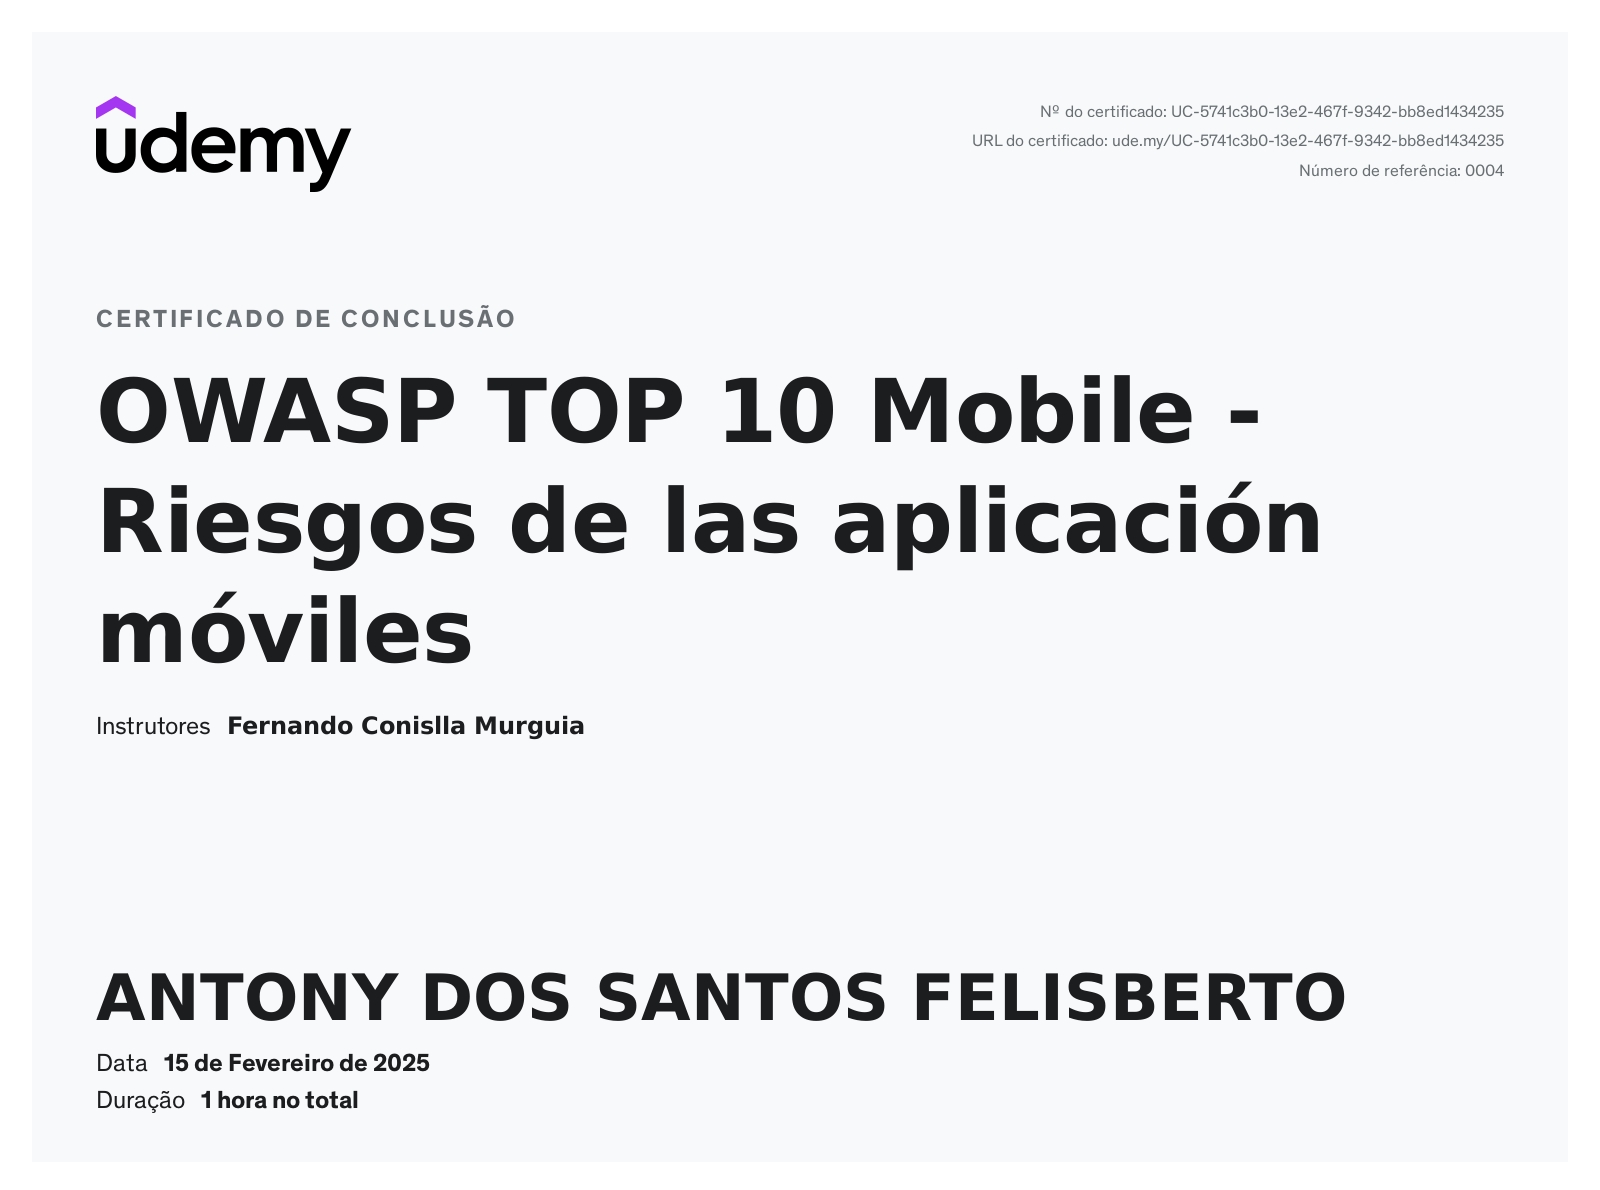 udemy
Nº do certificado: UC-5741c3b0-13e2-467f-9342-bb8ed1434235
URL do certificado: ude.my/UC-5741c3b0-13e2-467f-9342-bb8ed1434235
Número de referência: 0004
CERTIFICADO DE CONCLUSÃO
OWASP TOP 10 Mobile -
Riesgos de las aplicación
móviles
Instrutores Fernando Conislla Murguia
ANTONY DOS SANTOS FELISBERTO
Data 15 de Fevereiro de 2025
Duração 1 hora no total